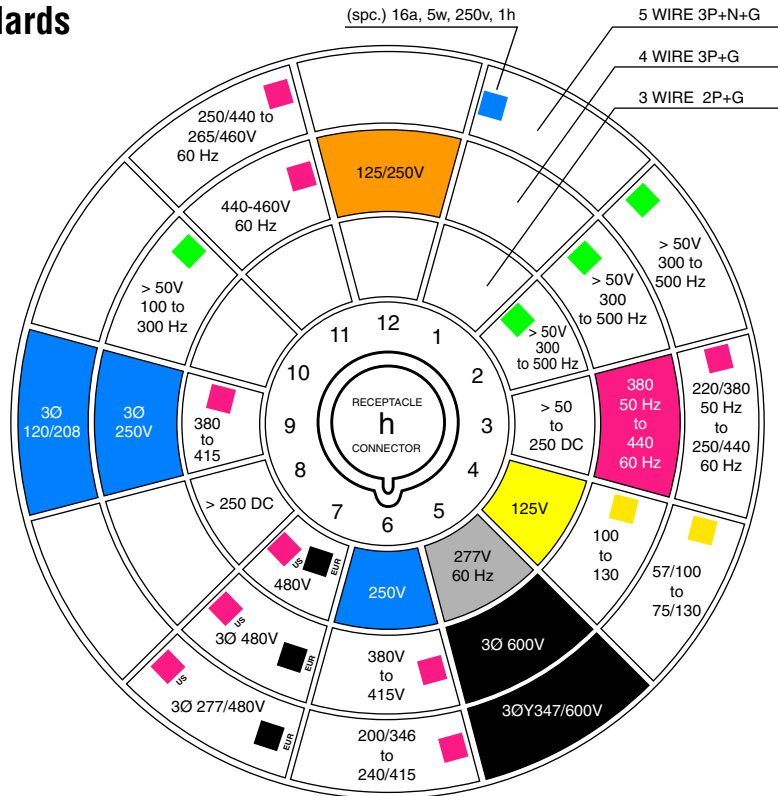 lards
(spc.) 16a, 5w, 250v, 1h
5 WIRE 3P+N+G
4 WIRE 3P+G
3 WIRE 2P+G
250/440 to
265/460V
60 Hz
440-460V
60 Hz
125/250V
> 50V
300 to
500 Hz
> 50V
300
to 500 Hz
> 50V
300
to 500 Hz
> 50V
100 to
300 Hz
11
12
1
10
2
9
3
8
4
7
6
5
RECEPTACLE
h
CONNECTOR
3Ø
120/208
3Ø
250V
380
to
415
> 50
to
250 DC
380
50 Hz
to
440
60 Hz
220/380
50 Hz
to
250/440
60 Hz
> 250 DC
125V
100
to
130
57/100
to
75/130
US
EUR
480V
250V
277V
60 Hz
US
3Ø 480V
EUR
380V
to
415V
3Ø 600V
US
3Ø 277/480V
EUR
200/346
to
240/415
3ØY347/600V